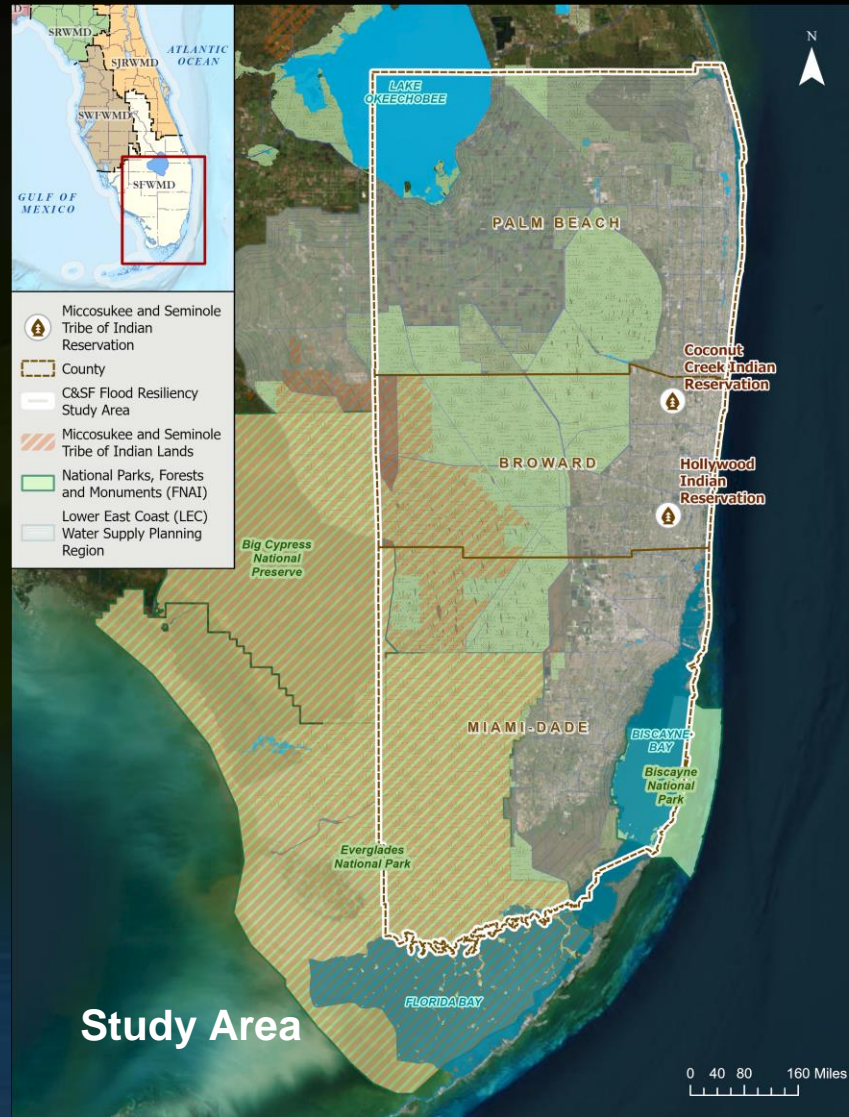 D
SRWMD
SJRWMD
ATLANTIC
OCEAN
SWFWMD
SFWMD
GULF OF
MEXICO
Miccosukee and Seminole
Tribe of Indian
Reservation
County
C&SF Flood Resiliency
Study Area
Miccosukee and Seminole
Tribe of Indian Lands
National Parks, Forests
and Monuments (FNAI)
Lower East Coast (LEC)
Water Supply Planning
Region
N
LAKE
OKEECHOBEE
PALM BEACH
Coconut
Creek Indian
Reservation
BROWARD
Hollywood
Indian
Reservation
Big Cypress
National
Preserve
MIAMI-DADE
BISCAYNE
BAY
Biscayne
National
Park
Everglades
National Park
FLORIDA BAY
Study Area
0 40 80 160 Miles